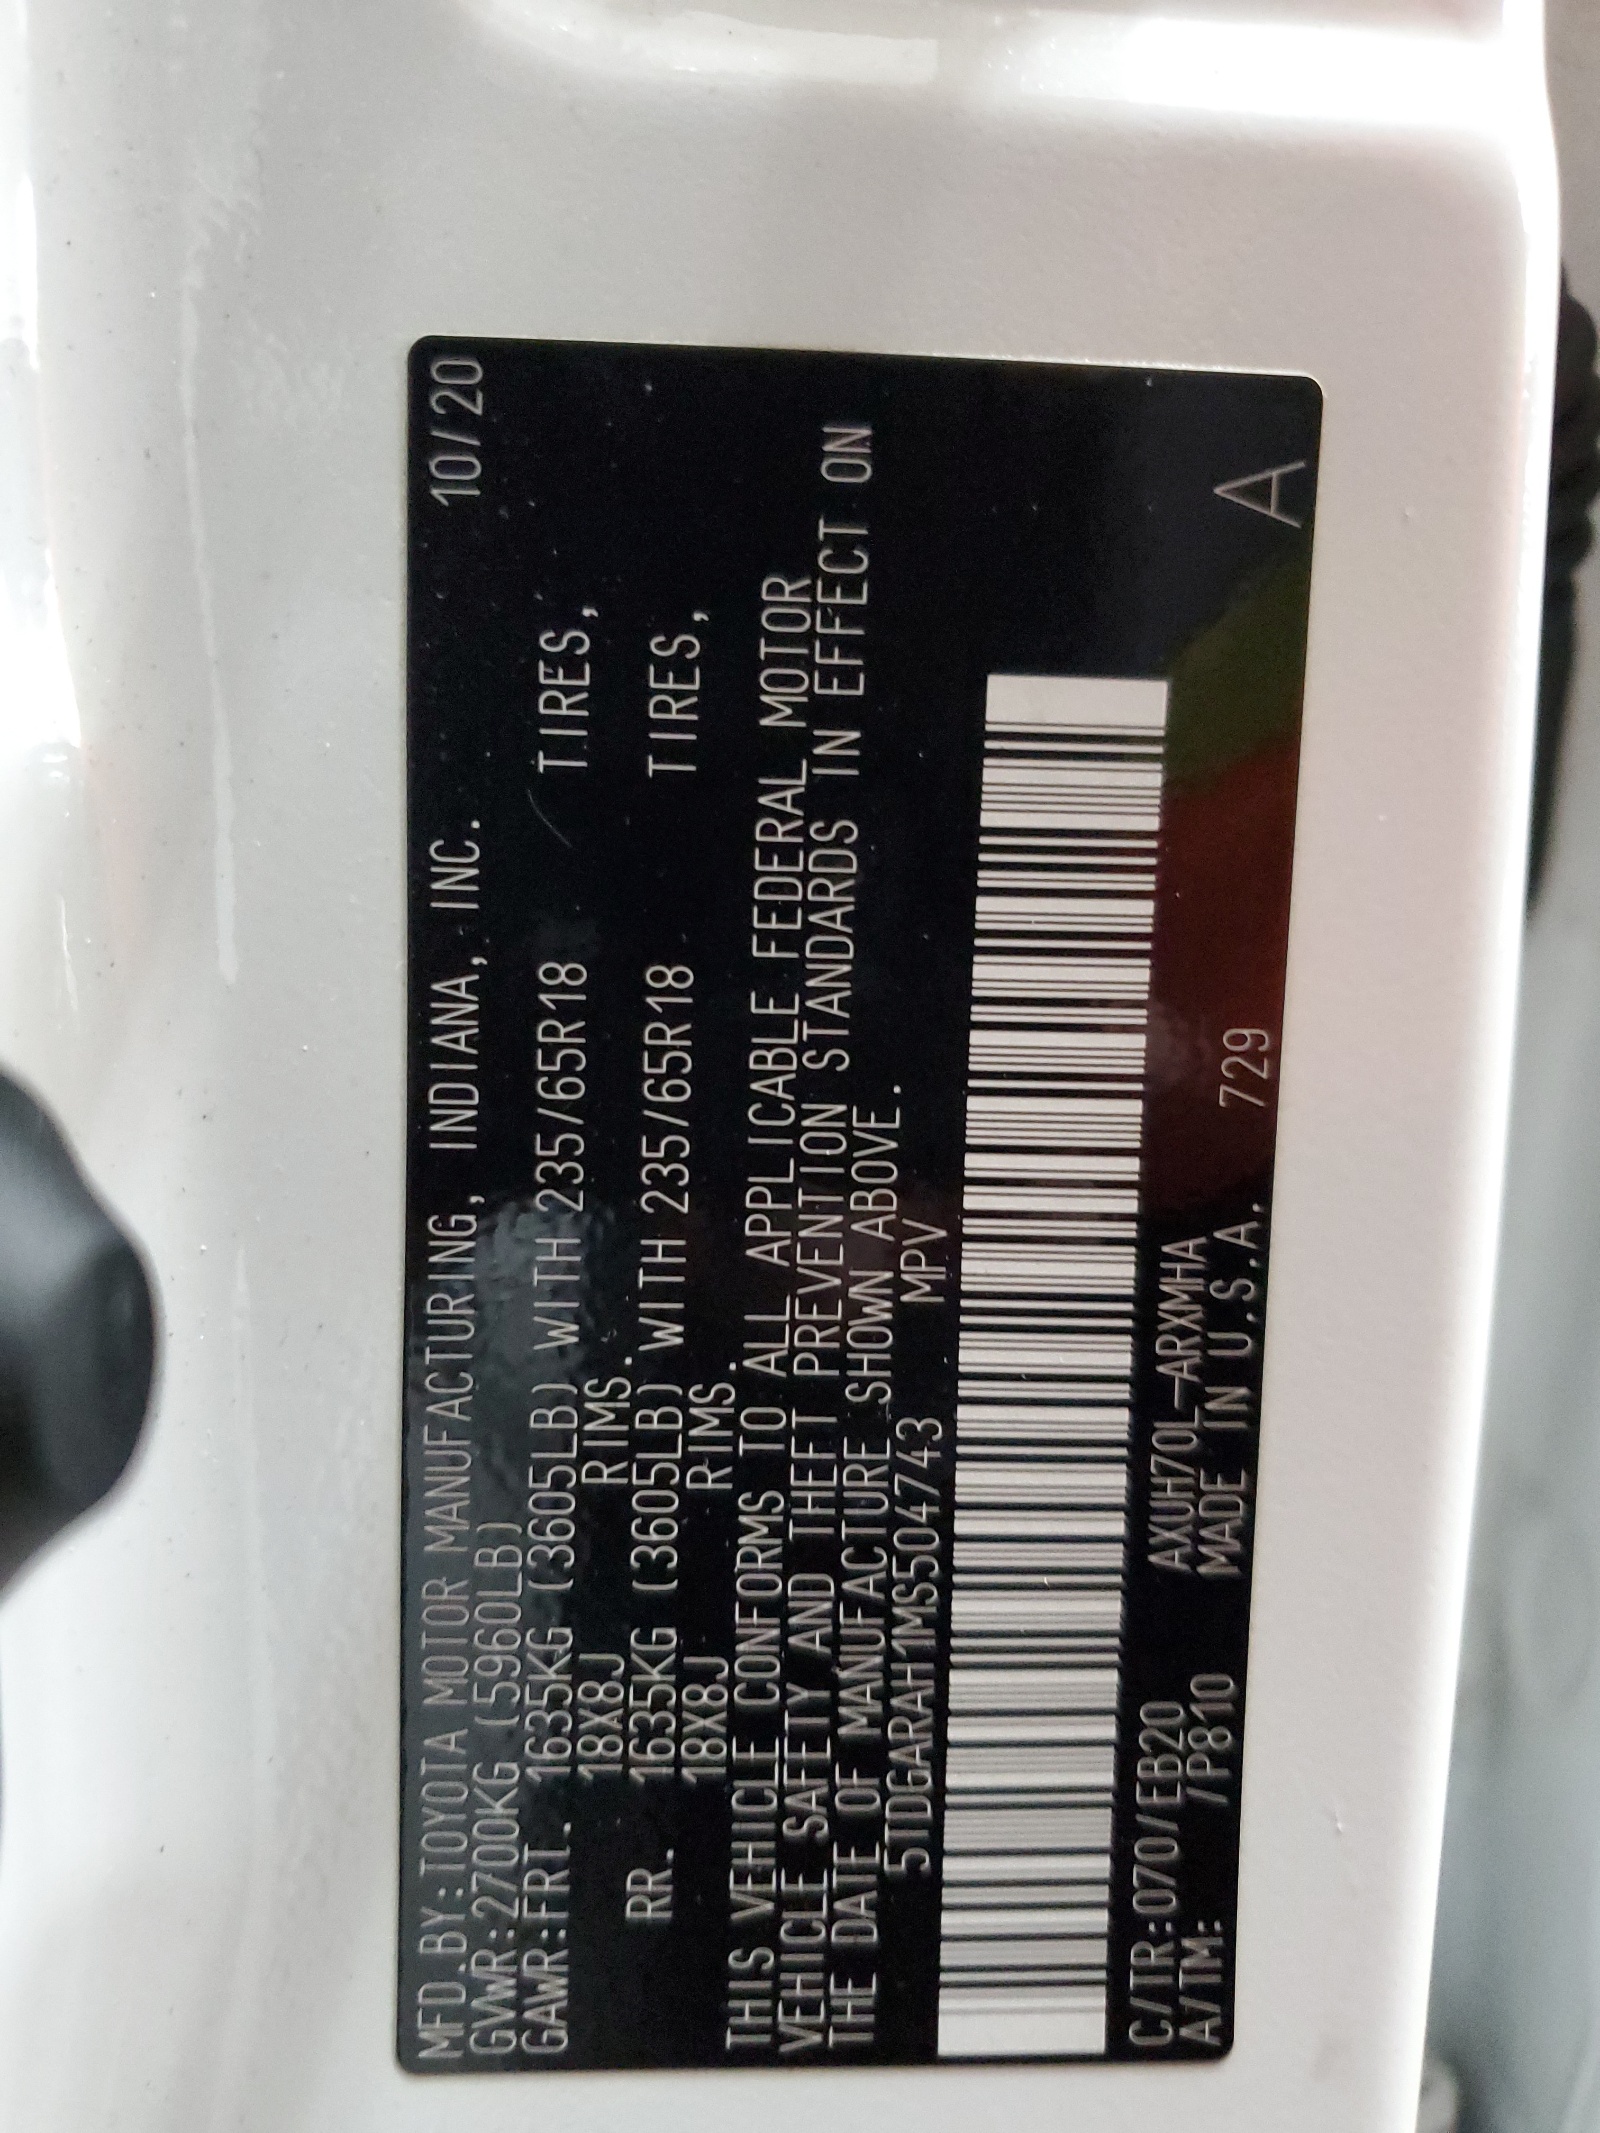 MFD.BY:TOYOTA MOTOR MANUFACTURING, INDIANA, INC. 10/20
GVWR:2700KG (5960LB)
GAWR:FRT. 1635KG (3605LB) WITH 235/65R18 TIRES,
18X8J RIMS.
RR. 1635KG (3605LB) WITH 235/65R18 TIRES,
18X8J RIMS.
THIS VEHICLE CONFORMS TO ALL APPLICABLE FEDERAL MOTOR
VEHICLE SAFETY AND THEFT PREVENTION STANDARDS IN EFFECT ON
THE DATE OF MANUFACTURE SHOWN ABOVE.
5TDGARAH1MS504743 MPV
C/TR:070/EB20 AXUH70L-ARXMHA
A/TM: /P810 MADE IN U.S.A. 729 A